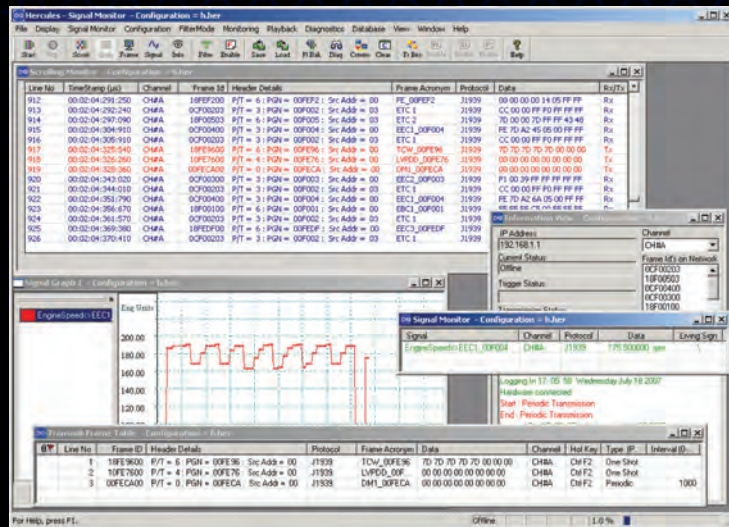 Hercules - Signal Monitor - Configuration = h.her
File Display Signal Monitor Configuration FilterMode Monitoring Playback Diagnostics Database View Window Help
Start Scroll Frame Signal Info Filter Enable Save Load Pl Bak Diag Comms Clear Help
Scrolling Monitor - Configuration = h.her
Line No TimeStamp (µs) Channel Frame Id Header Details Frame Acronym Protocol Data Rx/Tx
912 00:02:04:291:250 CH#A 18FEF200 P/T = 6 : PGN = 00FEF2 : Src Addr = 00 FE_00FEF2 J1939 00 00 00 00 14 05 FF FF Rx
913 00:02:04:292:240 CH#A 0CF00203 P/T = 3 : PGN = 00F002 : Src Addr = 03 ETC 1 J1939 CC 00 00 FF F0 FF FF FF Rx
914 00:02:04:297:090 CH#A 18F00503 P/T = 6 : PGN = 00F005 : Src Addr = 03 ETC 2 J1939 7D 00 00 7D FF FF 43 48 Rx
915 00:02:04:304:910 CH#A 0CF00400 P/T = 3 : PGN = 00F004 : Src Addr = 00 EEC1_00F004 J1939 FE 7D A2 45 05 00 FF FF Rx
916 00:02:04:305:910 CH#A 0CF00203 P/T = 3 : PGN = 00F002 : Src Addr = 03 ETC 1 J1939 CC 00 00 FF F0 FF FF FF Rx
917 00:02:04:325:540 CH#A 18FE9600 P/T = 6 : PGN = 00FE96 : Src Addr = 00 TCW_00FE96 J1939 7D 7D 7D 7D 7D 00 00 00 Tx
918 00:02:04:326:260 CH#A 10FE7600 P/T = 4 : PGN = 00FE76 : Src Addr = 00 LVPDD_00FE76 J1939 00 00 00 00 00 00 00 00 Tx
919 00:02:04:328:360 CH#A 00FECA00 P/T = 0 : PGN = 00FECA : Src Addr = 00 DM1_00FECA J1939 00 00 00 00 00 00 00 00 Tx
920 00:02:04:343:020 CH#A 0CF00300 P/T = 3 : PGN = 00F003 : Src Addr = 00 EEC2_00F003 J1939 F1 00 39 FF FF FF FF FF Rx
921 00:02:04:344:010 CH#A 0CF00203 P/T = 3 : PGN = 00F002 : Src Addr = 03 ETC 1 J1939 CC 00 00 FF F0 FF FF FF Rx
922 00:02:04:351:790 CH#A 0CF00400 P/T = 3 : PGN = 00F004 : Src Addr = 00 EEC1_00F004 J1939 FE 7D A2 6A 05 00 FF FF Rx
923 00:02:04:356:670 CH#A 18F00100 P/T = 6 : PGN = 00F001 : Src Addr = 00 EBC1_00F001 J1939
924 00:02:04:361:570 CH#A 0CF00203 P/T = 3 : PGN = 00F002 : Src Addr = 03 ETC 1 J1939
925 00:02:04:369:380 CH#A 18FEDF00 P/T = 6 : PGN = 00FEDF : Src Addr = 00 EEC3_00FEDF J1939
926 00:02:04:370:410 CH#A 0CF00203 P/T = 3 : PGN = 00F002 : Src Addr = 03 ETC 1 J1939
Information View - Configuration = h.her
IP Address Channel
192.168.1.1 CH#A
Current Status Frame Id's on Network
Offline 0CF00203
18F00503
Trigger Status 0CF00400
0CF00300
18F00100
Signal Graph 1 - Configuration = h.her
EngineSpeed>EEC1
Eng Units
200.00
180.00
160.00
140.00
120.00
Signal Monitor - Configuration = h.her
Signal Channel Protocol Data Living Sign
EngineSpeed>EEC1_00F004 CH#A J1939 175.500000 rpm \
Logging In 17: 05 :59 Wednesday July 18 2007
Hardware connected
Start : Periodic Transmission
End : Periodic Transmission
Transmit Frame Table - Configuration = h.her
Line No Frame ID Header Details Protocol Frame Acronym Data Channel Hot Key Type (P... Interval (0...
1 18FE9600 P/T = 6 : PGN = 00FE96 : Src Addr = 00 J1939 TCW_00FE96 7D 7D 7D 7D 7D 00 00 00 CH#A Ctrl F2 One Shot
2 10FE7600 P/T = 4 : PGN = 00FE76 : Src Addr = 00 J1939 LVPDD_00F... 00 00 00 00 00 00 00 00 CH#A Ctrl F2 One Shot
3 00FECA00 P/T = 0 : PGN = 00FECA : Src Addr = 00 J1939 DM1_00FECA 00 00 00 00 00 00 00 00 CH#A Ctrl F2 Periodic 1000
For Help, press F1. Offline 1.0 %